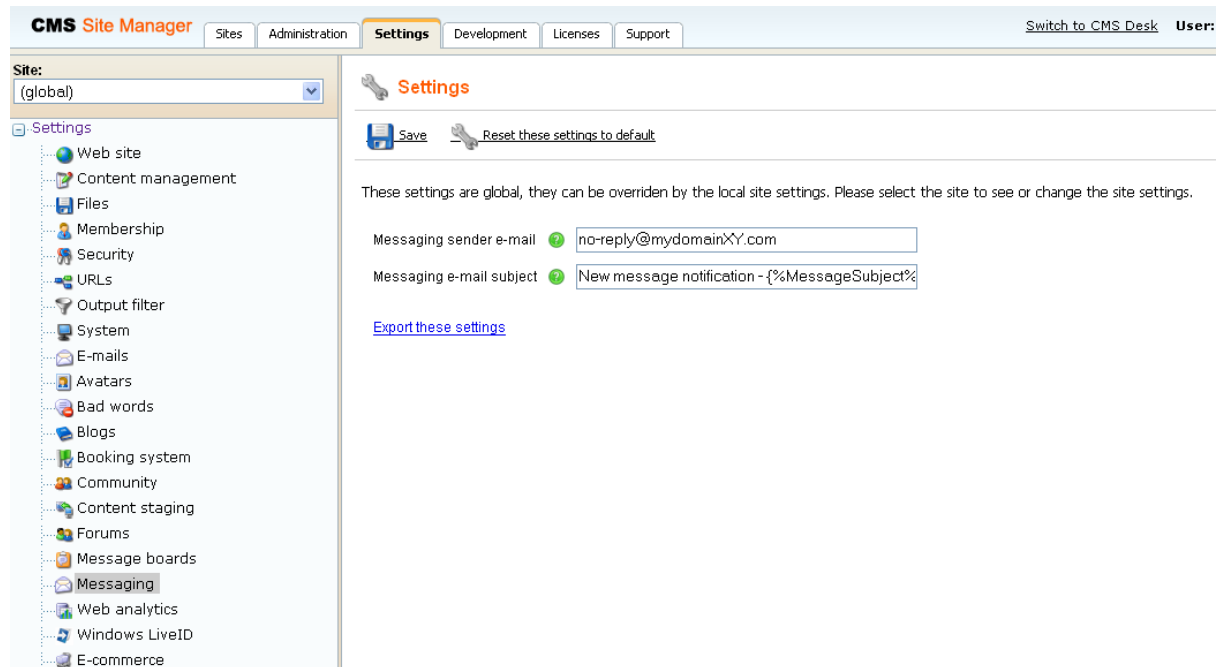 CMS Site Manager
Sites
Administration
Settings
Development
Licenses
Support
Switch to CMS Desk
User:
Site:
(global)
Settings
Web site
Content management
Files
Membership
Security
URLs
Output filter
System
E-mails
Avatars
Bad words
Blogs
Booking system
Community
Content staging
Forums
Message boards
Messaging
Web analytics
Windows LiveID
E-commerce
Settings
Save
Reset these settings to default
These settings are global, they can be overriden by the local site settings. Please select the site to see or change the site settings.
Messaging sender e-mail
no-reply@mydomainXY.com
Messaging e-mail subject
New message notification - {%MessageSubject%
Export these settings